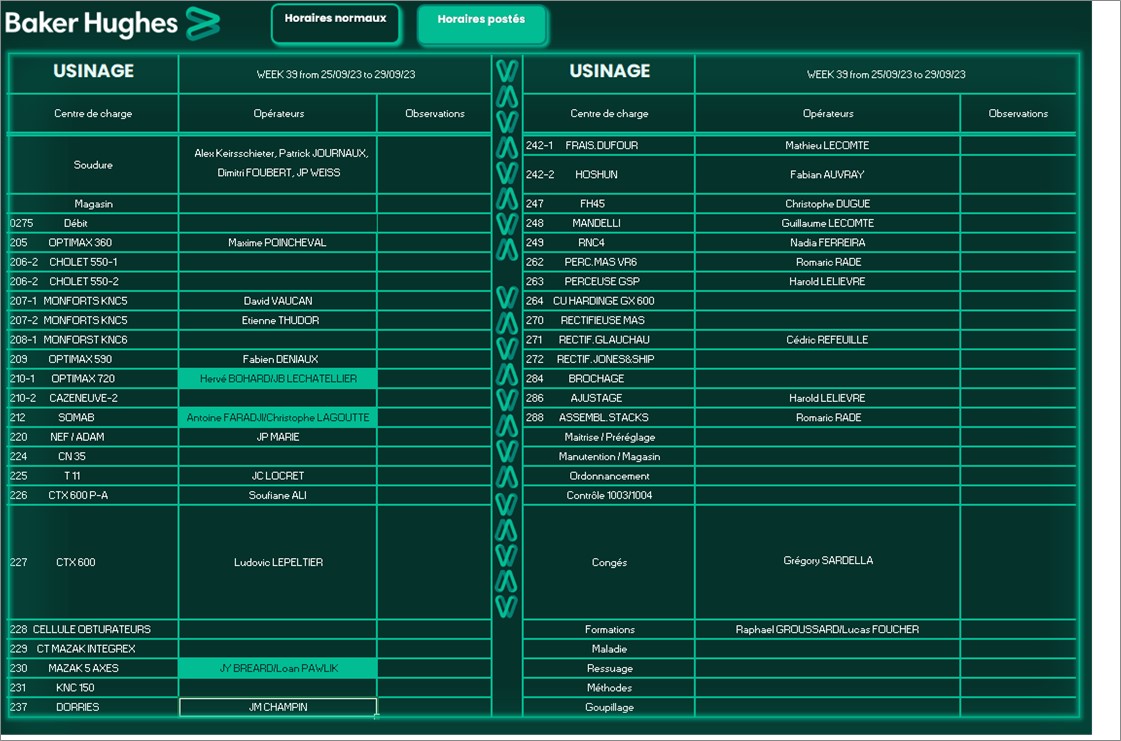 Baker Hughes
Horaires normaux
Horaires postés
USINAGE WEEK 39 from 25/09/23 to 29/09/23
Centre de charge Opérateurs Observations
Soudure Alex Keirsschieter, Patrick JOURNAUX,
Dimitri FOUBERT, JP WEISS
Magasin
0275 Débit
205 OPTIMAX 360 Maxime POINCHEVAL
206-2 CHOLET 550-1
206-2 CHOLET 550-2
207-1 MONFORTS KNC5 David VAUCAN
207-2 MONFORTS KNC5 Etienne THUDOR
208-1 MONFORST KNC6
209 OPTIMAX 590 Fabien DENIAUX
210-1 OPTIMAX 720 Hervé BOHARD/JB LECHATELLIER
210-2 CAZENEUVE-2
212 SOMAB Antoine FARADJI/Christophe LAGOUTTE
220 NEF / ADAM JP MARIE
224 CN 35
225 T 11 JC LOCRET
226 CTX 600 P-A Soufiane ALI
227 CTX 600 Ludovic LEPELTIER
228 CELLULE OBTURATEURS
229 CT MAZAK INTEGREX
230 MAZAK 5 AXES JY BREARD/Loan PAWLIK
231 KNC 150
237 DORRIES JM CHAMPIN
USINAGE WEEK 39 from 25/09/23 to 29/09/23
Centre de charge Opérateurs Observations
242-1 FRAIS.DUFOUR Mathieu LECOMTE
242-2 HOSHUN Fabian AUVRAY
247 FH45 Christophe DUGUE
248 MANDELLI Guillaume LECOMTE
249 RNC4 Nadia FERREIRA
262 PERC.MAS VR6 Romaric RADE
263 PERCEUSE GSP Harold LELIEVRE
264 CU HARDINGE GX 600
270 RECTIFIEUSE MAS
271 RECTIF.GLAUCHAU Cédric REFEUILLE
272 RECTIF.JONES&SHIP
284 BROCHAGE
286 AJUSTAGE Harold LELIEVRE
288 ASSEMBL.STACKS Romaric RADE
Maitrise / Préréglage
Manutention / Magasin
Ordonnancement
Contrôle 1003/1004
Congés Grégory SARDELLA
Formations Raphael GROUSSARD/Lucas FOUCHER
Maladie
Ressuage
Méthodes
Goupillage